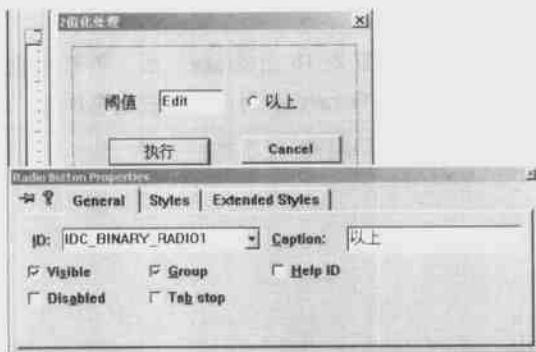 2值化处理
阈值 Edit 以上
执行 Cancel
Radio Button Properties
General Styles Extended Styles
ID: IDC_BINARY_RADIO1 Caption: 以上
Visible Group Help ID
Disabled Tab stop